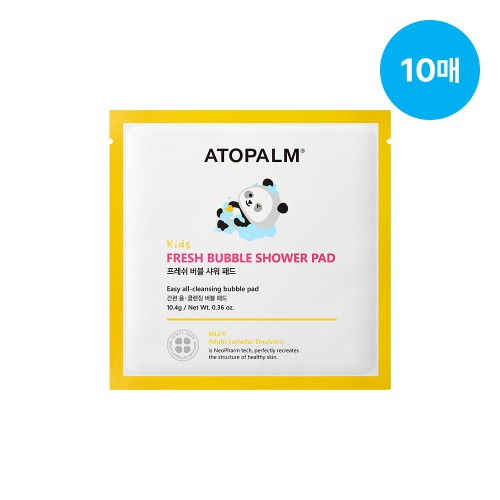 10매
ATOPALM®
Kids
FRESH BUBBLE SHOWER PAD
프레쉬 버블 샤워 패드
Easy all-cleansing bubble pad
간편 올-클렌징 버블 패드
10.4g / Net Wt. 0.36 oz.
MLE®
(Multi-Lamellar Emulsion)
is NeoPharm tech, perfectly recreates
the structure of healthy skin.